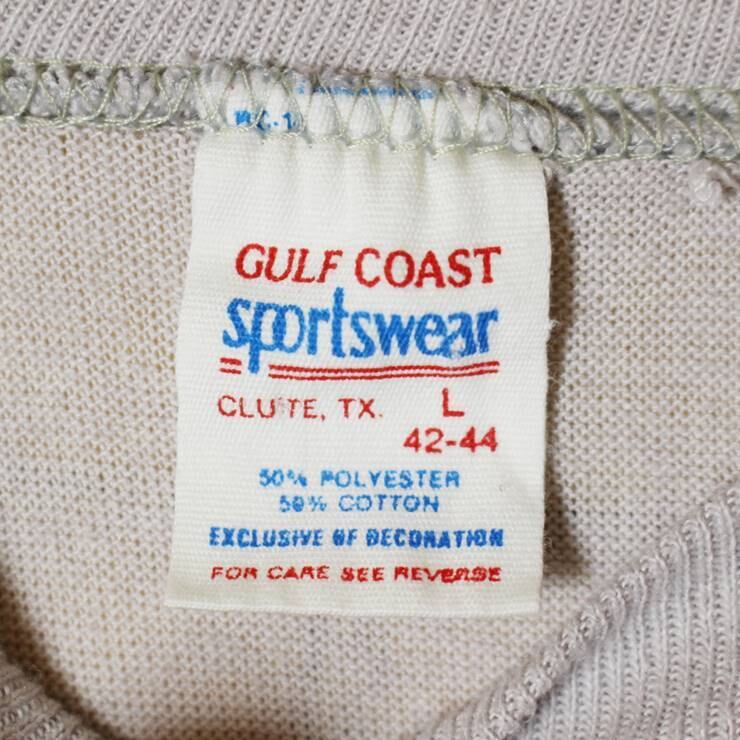 GULF COAST
sportswear
CLUTE, TX. L
42-44
50% POLYESTER
50% COTTON
EXCLUSIVE OF DECORATION
FOR CARE SEE REVERSE